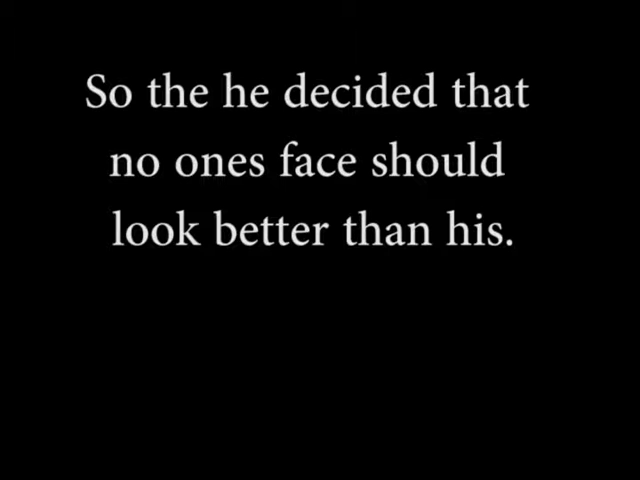 So the he decided that
no ones face should
look better than his.